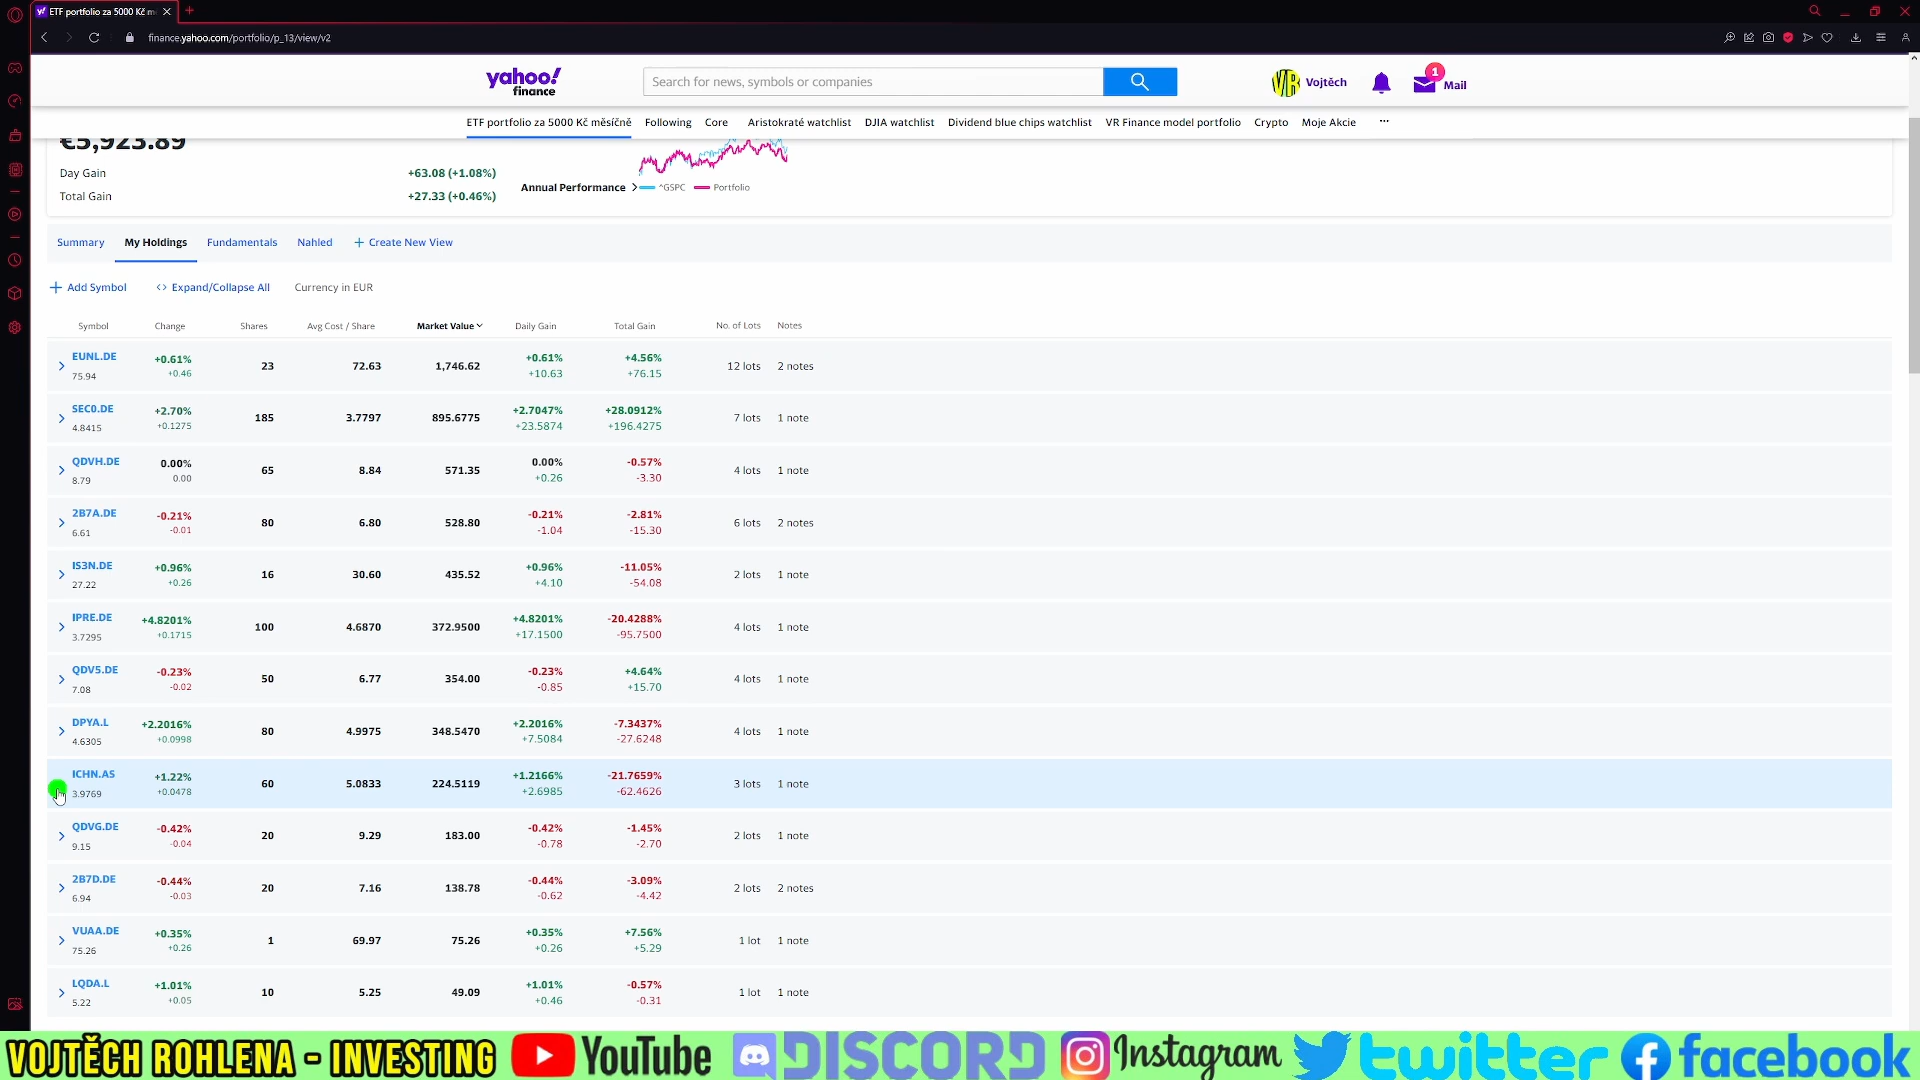 ETF portfolio za 5000 Kč m
finance.yahoo.com/portfolio/p_13/view/v2
yahoo!
finance
Search for news, symbols or companies
VR Vojtěch
1
Mail
ETF portfolio za 5000 Kč měsíčně Following Core Aristokraté watchlist DJIA watchlist Dividend blue chips watchlist VR Finance model portfolio Crypto Moje Akcie ...
€5,923.89
Day Gain +63.08 (+1.08%)
Total Gain +27.33 (+0.46%)
Annual Performance ^GSPC Portfolio
Summary My Holdings Fundamentals Nahled + Create New View
+ Add Symbol <> Expand/Collapse All Currency in EUR
Symbol Change Shares Avg Cost / Share Market Value Daily Gain Total Gain No. of Lots Notes
EUNL.DE +0.61% 23 72.63 1,746.62 +0.61% +4.56% 12 lots 2 notes
75.94 +0.46 +10.63 +76.15
SEC0.DE +2.70% 185 3.7797 895.6775 +2.7047% +28.0912% 7 lots 1 note
4.8415 +0.1275 +23.5874 +196.4275
QDVH.DE 0.00% 65 8.84 571.35 0.00% -0.57% 4 lots 1 note
8.79 0.00 +0.26 -3.30
2B7A.DE -0.21% 80 6.80 528.80 -0.21% -2.81% 6 lots 2 notes
6.61 -0.01 -1.04 -15.30
IS3N.DE +0.96% 16 30.60 435.52 +0.96% -11.05% 2 lots 1 note
27.22 +0.26 +4.10 -54.08
IPRE.DE +4.8201% 100 4.6870 372.9500 +4.8201% -20.4288% 4 lots 1 note
3.7295 +0.1715 +17.1500 -95.7500
QDV5.DE -0.23% 50 6.77 354.00 -0.23% +4.64% 4 lots 1 note
7.08 -0.02 -0.85 +15.70
DPYA.L +2.2016% 80 4.9975 348.5470 +2.2016% -7.3437% 4 lots 1 note
4.6305 +0.0998 +7.5084 -27.6248
ICHN.AS +1.22% 60 5.0833 224.5119 +1.2166% -21.7659% 3 lots 1 note
3.9769 +0.0478 +2.6985 -62.4626
QDVG.DE -0.42% 20 9.29 183.00 -0.42% -1.45% 2 lots 1 note
9.15 -0.04 -0.78 -2.70
2B7D.DE -0.44% 20 7.16 138.78 -0.44% -3.09% 2 lots 2 notes
6.94 -0.03 -0.62 -4.42
VUAA.DE +0.35% 1 69.97 75.26 +0.35% +7.56% 1 lot 1 note
75.26 +0.26 +0.26 +5.29
LQDA.L +1.01% 10 5.25 49.09 +1.01% -0.57% 1 lot 1 note
5.22 +0.05 +0.46 -0.31
VOJTĚCH ROHLENA - INVESTING YouTube DISCORD Instagram twitter facebook